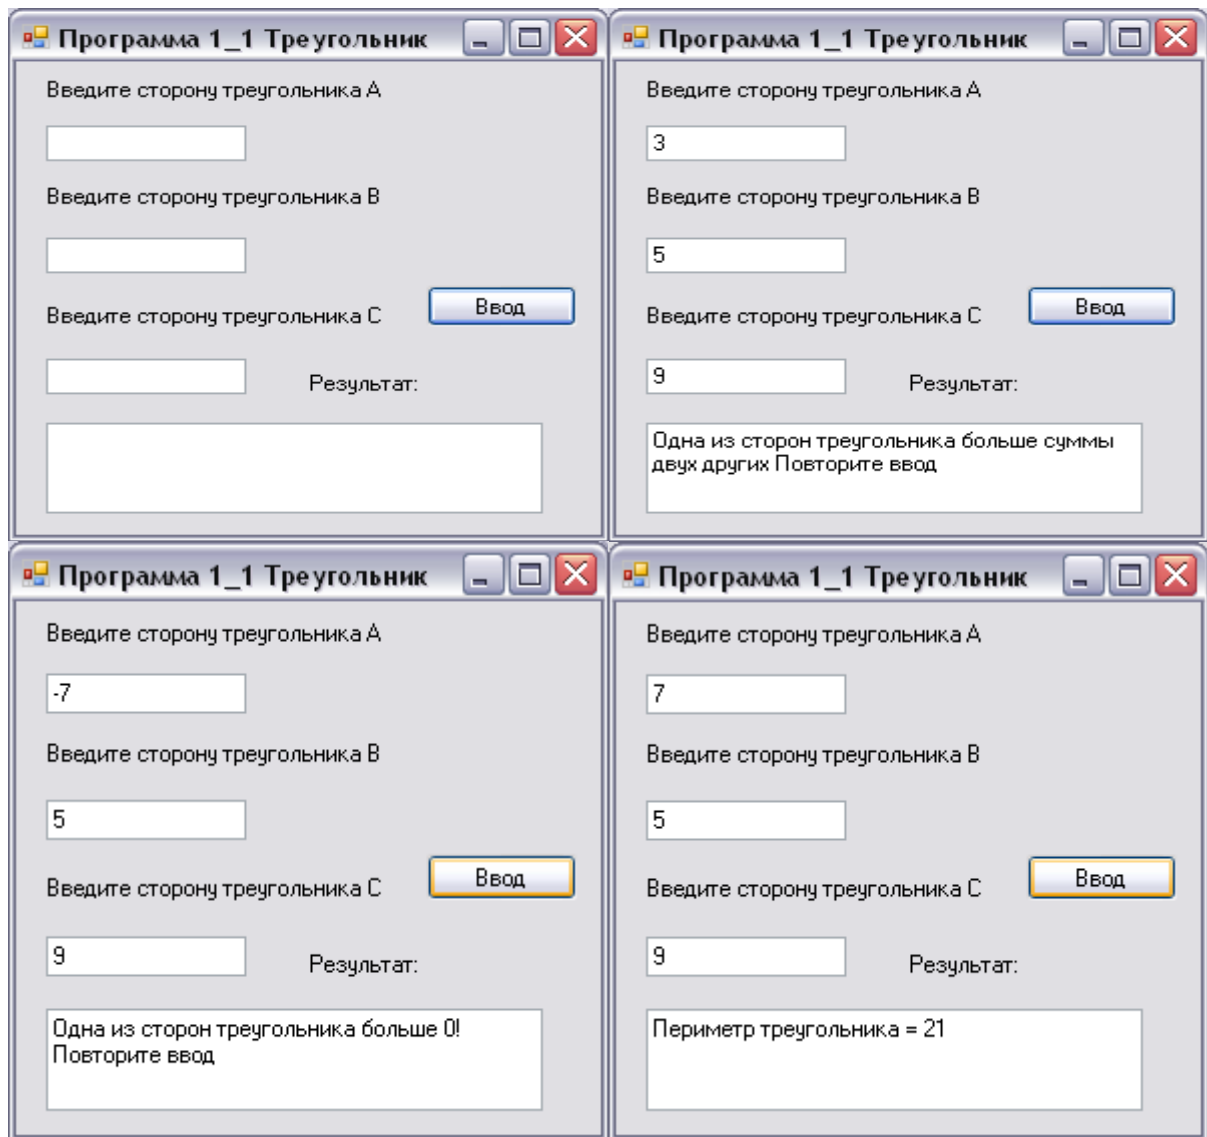 Программа 1_1 Треугольник
Введите сторону треугольника А
Введите сторону треугольника В
Введите сторону треугольника С
Ввод
Результат:
Программа 1_1 Треугольник
Введите сторону треугольника А
3
Введите сторону треугольника В
5
Введите сторону треугольника С
Ввод
9
Результат:
Одна из сторон треугольника больше суммы
двух других Повторите ввод
Программа 1_1 Треугольник
Введите сторону треугольника А
-7
Введите сторону треугольника В
5
Введите сторону треугольника С
Ввод
9
Результат:
Одна из сторон треугольника больше 0!
Повторите ввод
Программа 1_1 Треугольник
Введите сторону треугольника А
7
Введите сторону треугольника В
5
Введите сторону треугольника С
Ввод
9
Результат:
Периметр треугольника = 21